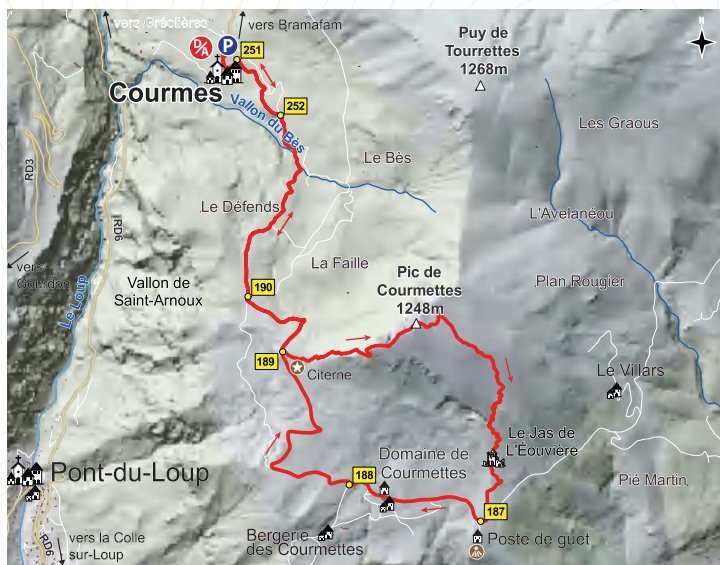 vers Gréolières
vers Bramafam
N
D/A
P
251
Courmes
252
Vallon du Bès
Puy de
Tourrettes
1268m
Les Graous
Le Bès
RD3
RD6
Le Défends
L'Avelanéou
vers
Gourdon
Le Loup
Vallon de
Saint-Arnoux
190
La Faille
Pic de
Courmettes
1248m
Plan Rougier
189
Citerne
Le Villars
Le Jas de
L'Éouvière
Pont-du-Loup
188
Domaine de
Courmettes
Pié Martin
187
Bergerie
des Courmettes
Poste de guet
RD6
vers la Colle
sur-Loup